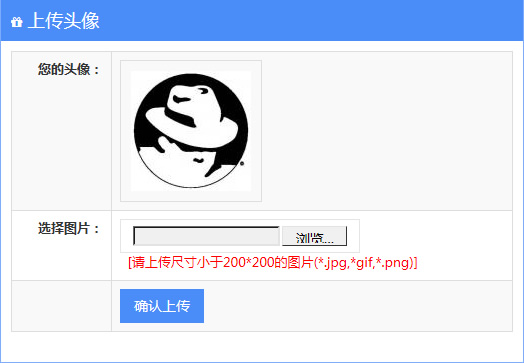 上传头像
您的头像：
选择图片：
浏览...
[请上传尺寸小于200*200的图片(*.jpg,*gif,*.png)]
确认上传